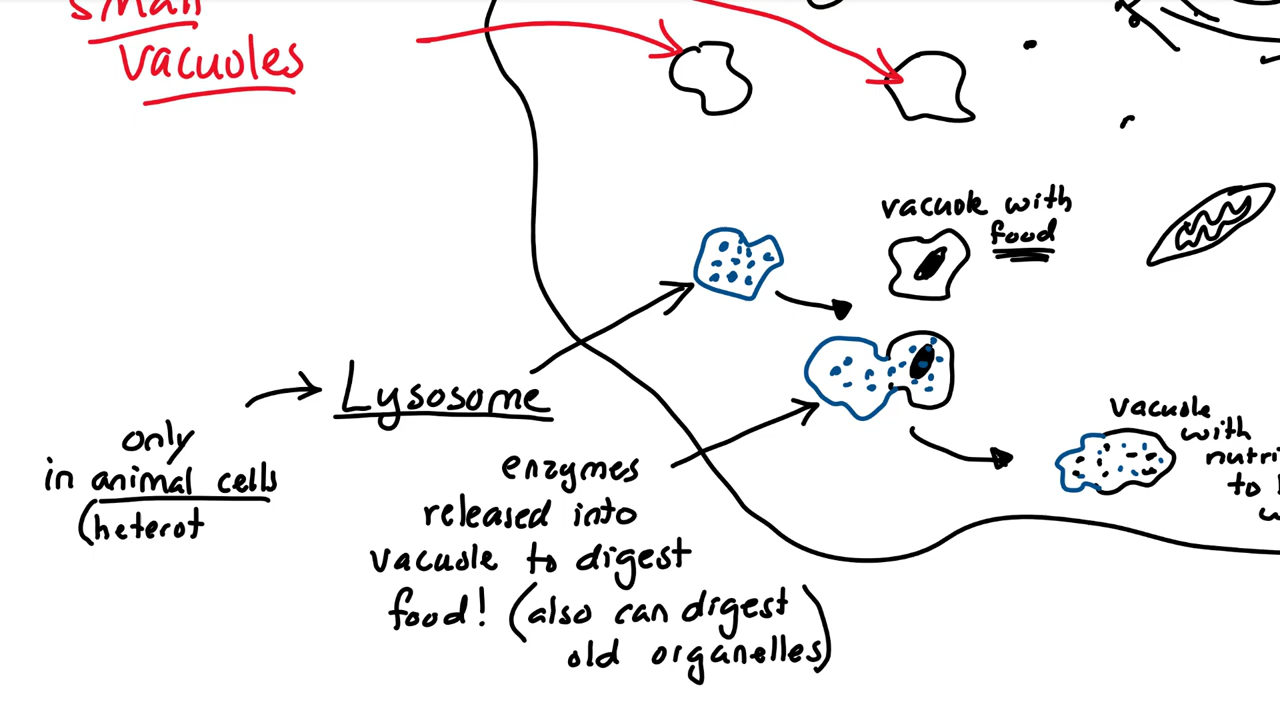 small
vacuoles
vacuole with
food
Lysosome
only
in animal cells
(heterot
enzymes
released into
vacuole to digest
food! (also can digest
old organelles)
vacuole
with
nutri
to